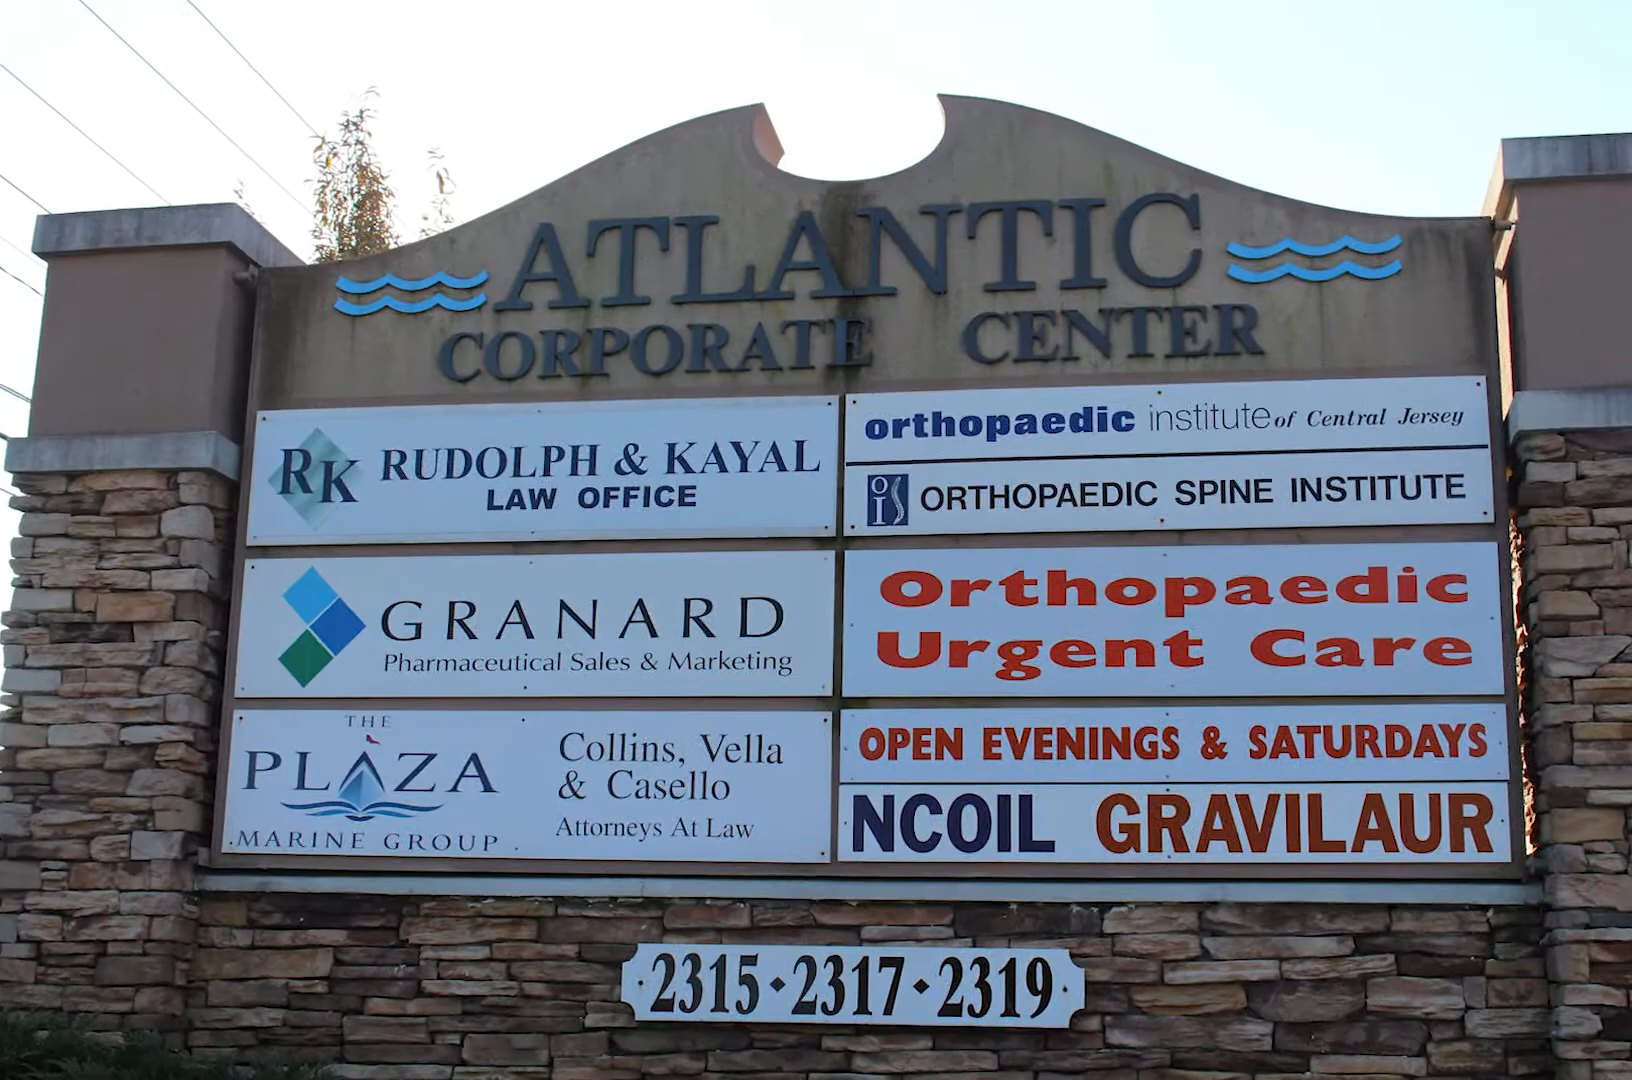 ATLANTIC
CORPORATE CENTER
RK
RUDOLPH & KAYAL
LAW OFFICE
orthopaedic institute of Central Jersey
OIS
ORTHOPAEDIC SPINE INSTITUTE
GRANARD
Pharmaceutical Sales & Marketing
Orthopaedic
Urgent Care
THE
PLAZA
MARINE GROUP
Collins, Vella
& Casello
Attorneys At Law
OPEN EVENINGS & SATURDAYS
NCOIL GRAVILAUR
2315 · 2317 · 2319